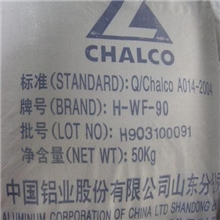 CHALCO
标准(STANDARD): Q/Chalco A014-2004
牌号(BRAND): H-WF-90
批号(LOT NO): H903100091
净含量(NET WT): 50Kg
中国铝业股份有限公司山东分
ALUMINUM CORPORATION OF CHINA LTD SHANDONG